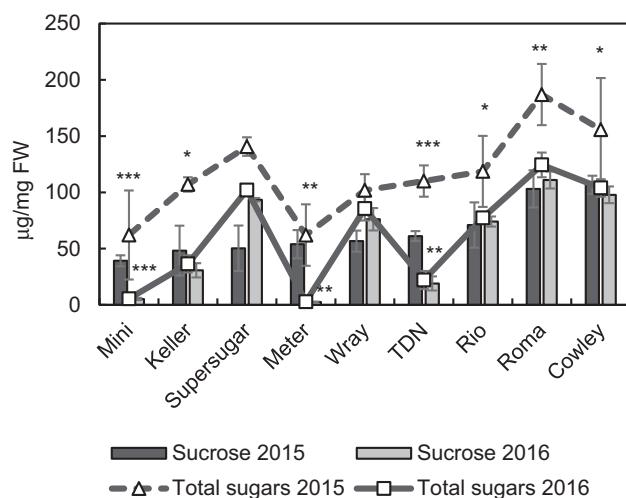 250
200
150
100
50
0
µg/mg FW
***
*
**
***
*
**
*
***
**
**
Mini
Keller
Supersugar
Meter
Wray
TDN
Rio
Roma
Cowley
Sucrose 2015 Sucrose 2016
Total sugars 2015 Total sugars 2016